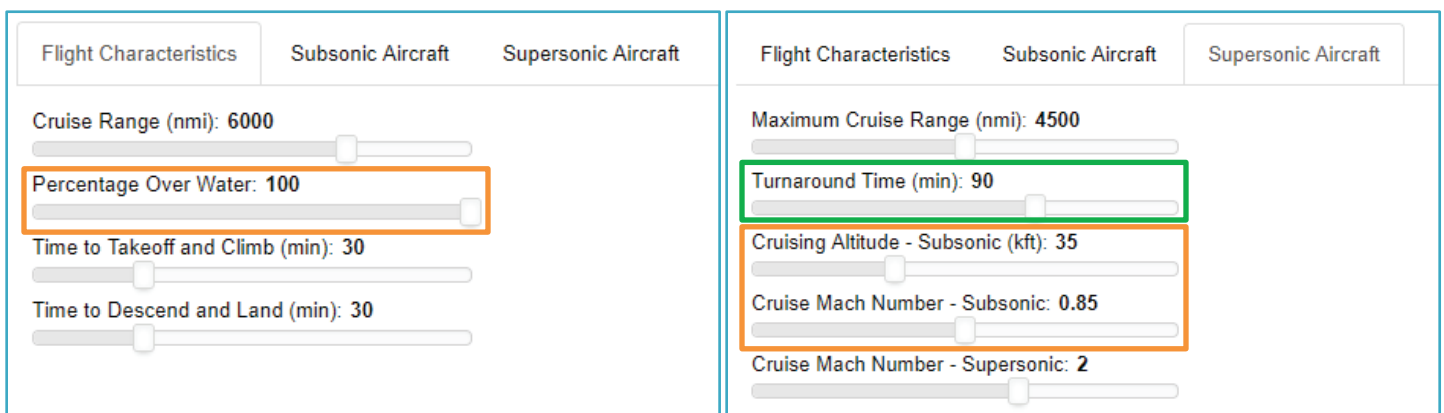 Flight Characteristics Subsonic Aircraft Supersonic Aircraft
Cruise Range (nmi): 6000
Percentage Over Water: 100
Time to Takeoff and Climb (min): 30
Time to Descend and Land (min): 30
Flight Characteristics Subsonic Aircraft Supersonic Aircraft
Maximum Cruise Range (nmi): 4500
Turnaround Time (min): 90
Cruising Altitude - Subsonic (kft): 35
Cruise Mach Number - Subsonic: 0.85
Cruise Mach Number - Supersonic: 2